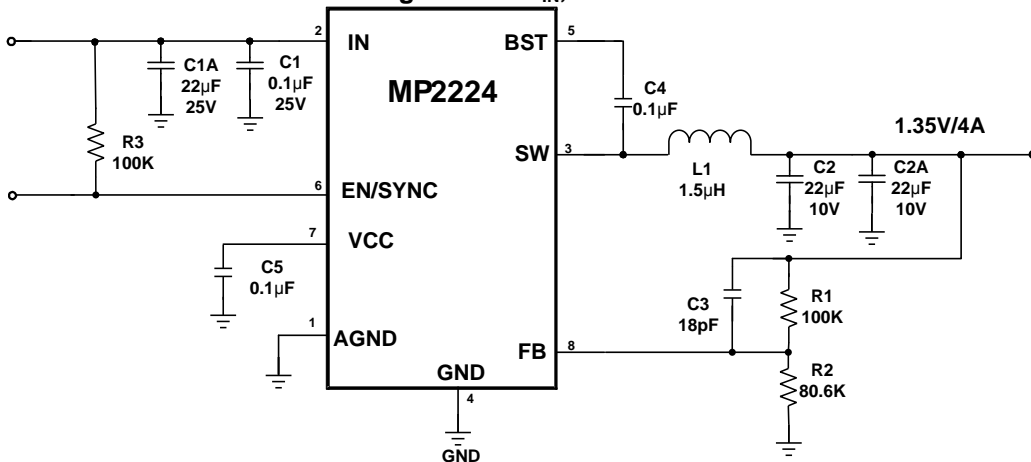 2
IN
BST
5
C1A
22µF
25V
C1
0.1µF
25V
MP2224
C4
0.1µF
R3
100K
1.35V/4A
SW
3
L1
1.5µH
C2
22µF
10V
C2A
22µF
10V
6
EN/SYNC
7
VCC
C5
0.1µF
C3
18pF
R1
100K
1
AGND
FB
8
R2
80.6K
GND
4
GND